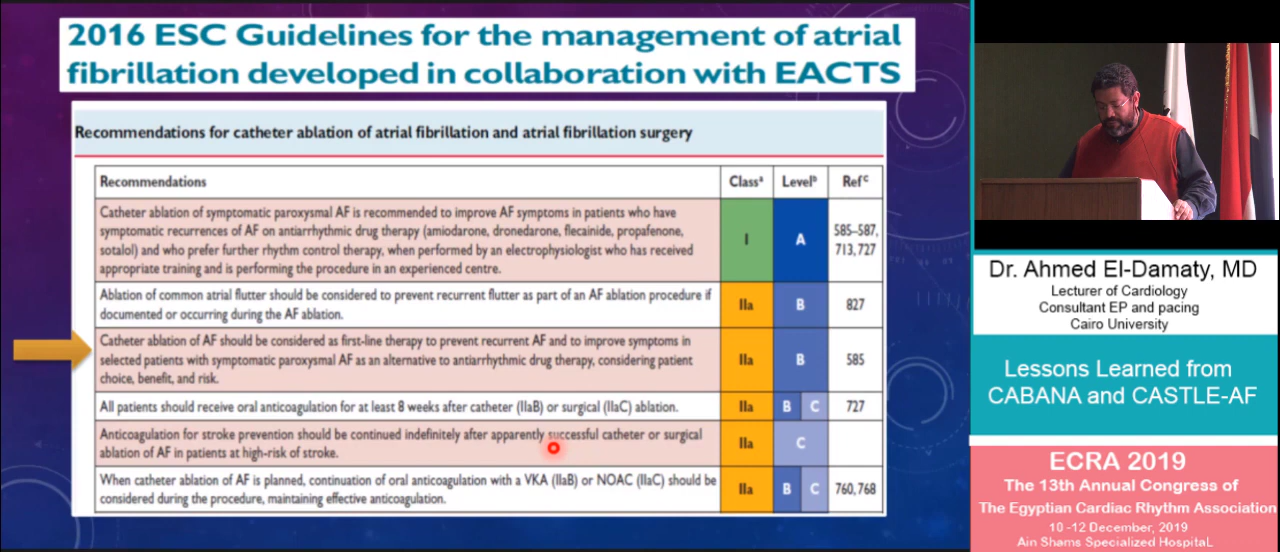 2016 ESC Guidelines for the management of atrial
fibrillation developed in collaboration with EACTS
Recommendations for catheter ablation of atrial fibrillation and atrial fibrillation surgery
Recommendations Classᵃ Levelᵇ Refᶜ
Catheter ablation of symptomatic paroxysmal AF is recommended to improve AF symptoms in patients who have
symptomatic recurrences of AF on antiarrhythmic drug therapy (amiodarone, dronedarone, flecainide, propafenone,
sotalol) and who prefer further rhythm control therapy, when performed by an electrophysiologist who has received
appropriate training and is performing the procedure in an experienced centre.
I A 585–587,
713, 727
Ablation of common atrial flutter should be considered to prevent recurrent flutter as part of an AF ablation procedure if
documented or occurring during the AF ablation.
IIa B 827
Catheter ablation of AF should be considered as first-line therapy to prevent recurrent AF and to improve symptoms in
selected patients with symptomatic paroxysmal AF as an alternative to antiarrhythmic drug therapy, considering patient
choice, benefit, and risk.
IIa B 585
All patients should receive oral anticoagulation for at least 8 weeks after catheter (IIaB) or surgical (IIaC) ablation. IIa B C 727
Anticoagulation for stroke prevention should be continued indefinitely after apparently successful catheter or surgical
ablation of AF in patients at high-risk of stroke.
IIa C
When catheter ablation of AF is planned, continuation of oral anticoagulation with a VKA (IIaB) or NOAC (IIaC) should be
considered during the procedure, maintaining effective anticoagulation.
IIa B C 760, 768
Dr. Ahmed El-Damaty, MD
Lecturer of Cardiology
Consultant EP and pacing
Cairo University
Lessons Learned from
CABANA and CASTLE-AF
ECRA 2019
The 13th Annual Congress of
The Egyptian Cardiac Rhythm Association
10 -12 December, 2019
Ain Shams Specialized HospitaL